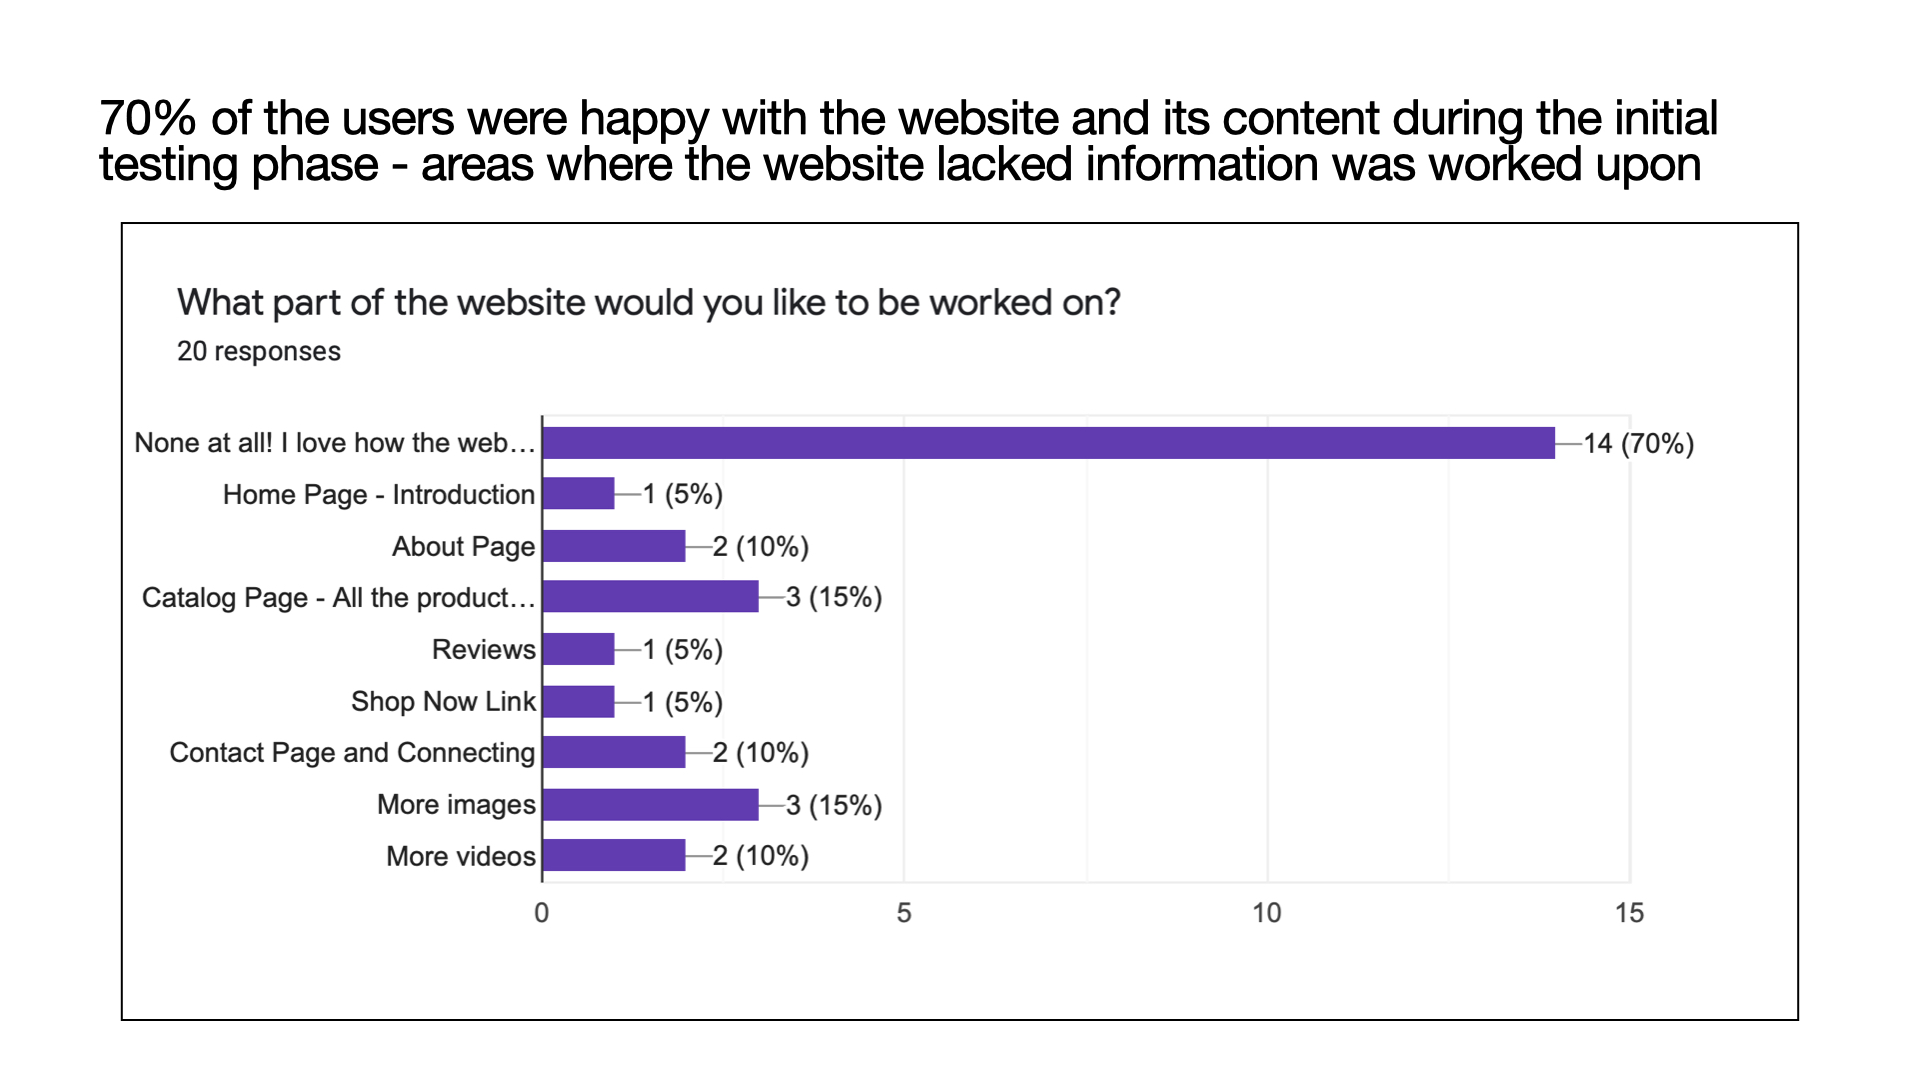 70% of the users were happy with the website and its content during the initial
testing phase - areas where the website lacked information was worked upon
What part of the website would you like to be worked on?
20 responses
None at all! I love how the web… 14 (70%)
Home Page - Introduction 1 (5%)
About Page 2 (10%)
Catalog Page - All the product… 3 (15%)
Reviews 1 (5%)
Shop Now Link 1 (5%)
Contact Page and Connecting 2 (10%)
More images 3 (15%)
More videos 2 (10%)
0 5 10 15